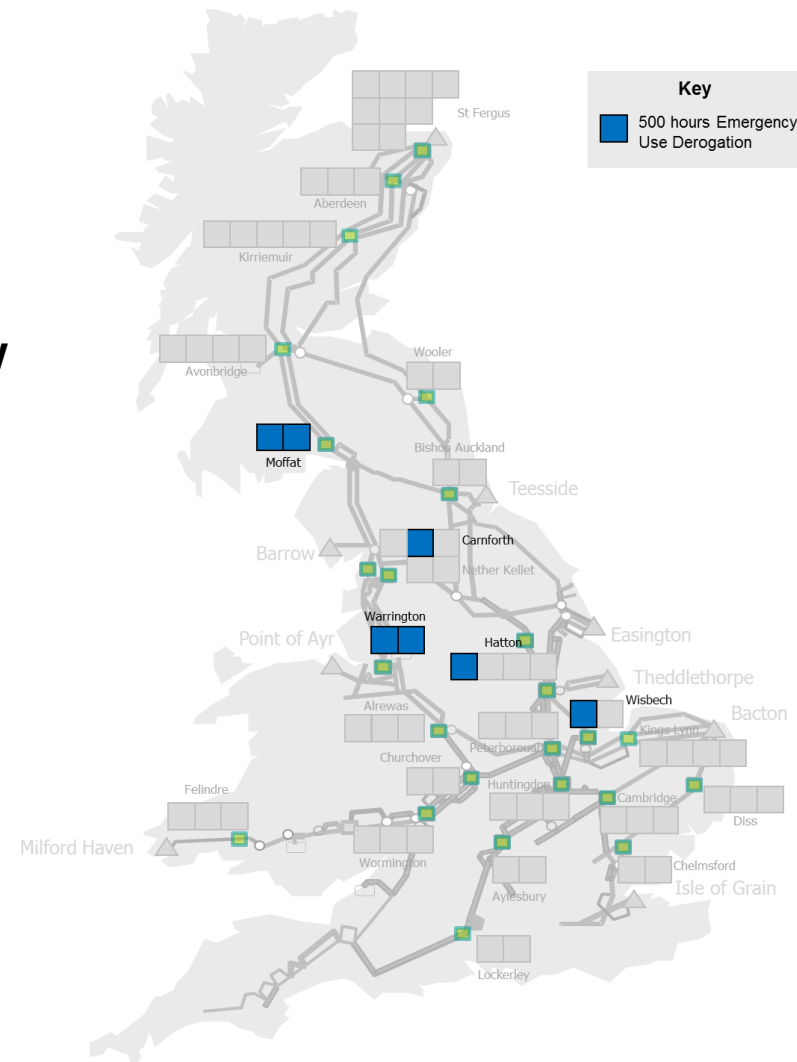 Key
500 hours Emergency
Use Derogation
St Fergus
Aberdeen
Kirriemuir
Avonbridge
Wooler
Moffat
Bishop Auckland
Teesside
Carnforth
Barrow
Nether Kellet
Warrington
Point of Ayr
Hatton
Easington
Theddlethorpe
Wisbech
Alrewas
Bacton
Kings Lynn
Peterborough
Churchover
Huntingdon
Felindre
Cambridge
Diss
Milford Haven
Wormington
Chelmsford
Aylesbury
Isle of Grain
Lockerley